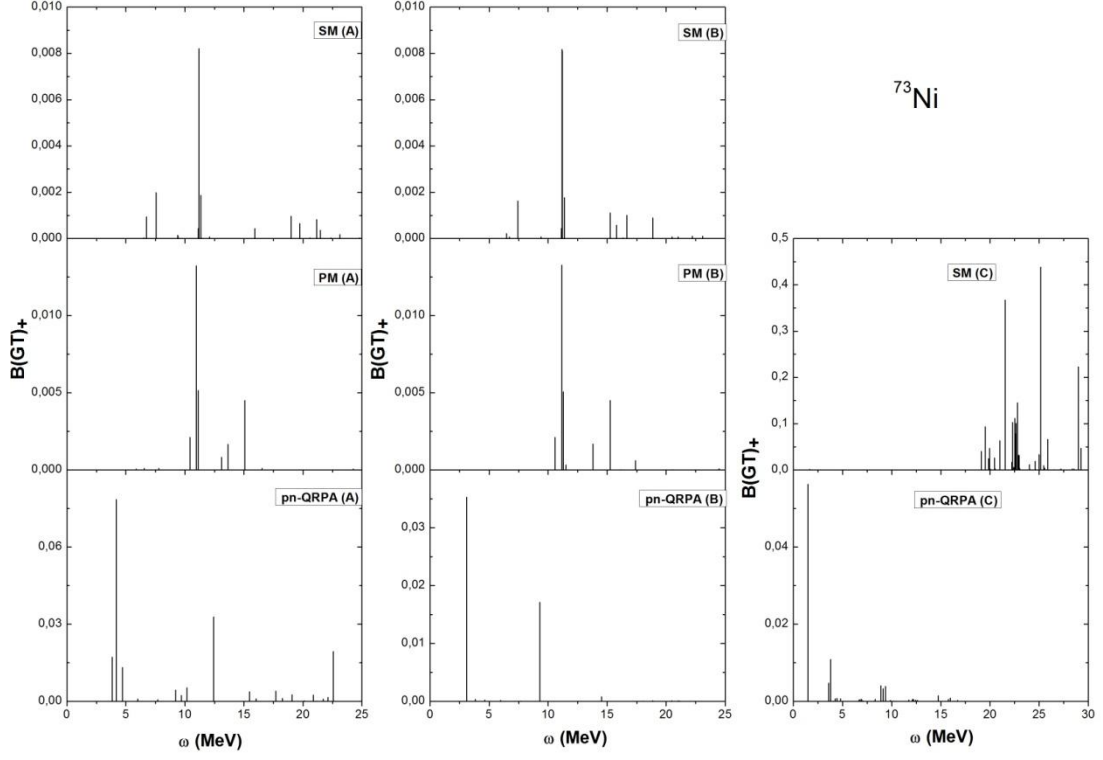 0,010
0,008
0,006
0,004
0,002
0,000
SM (A)
0,010
0,008
0,006
0,004
0,002
0,000
SM (B)
⁷³Ni
B(GT)₊
0,010
0,005
0,000
PM (A)
B(GT)₊
0,010
0,005
0,000
PM (B)
B(GT)₊
0,5
0,4
0,3
0,2
0,1
0,0
SM (C)
0,06
0,03
0,00
pn-QRPA (A)
0 5 10 15 20 25
ω (MeV)
0,03
0,02
0,01
0,00
pn-QRPA (B)
0 5 10 15 20 25
ω (MeV)
0,04
0,02
0,00
pn-QRPA (C)
0 5 10 15 20 25 30
ω (MeV)